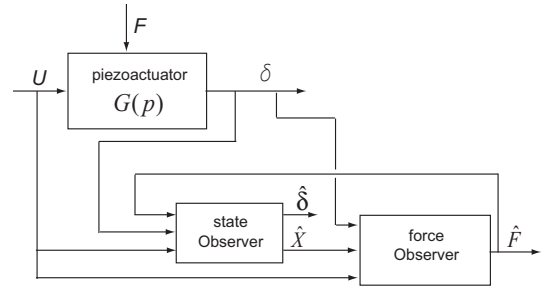 F
U
piezoactuator
δ
G(p)
δ̂
state
Observer
X̂
force
Observer
F̂